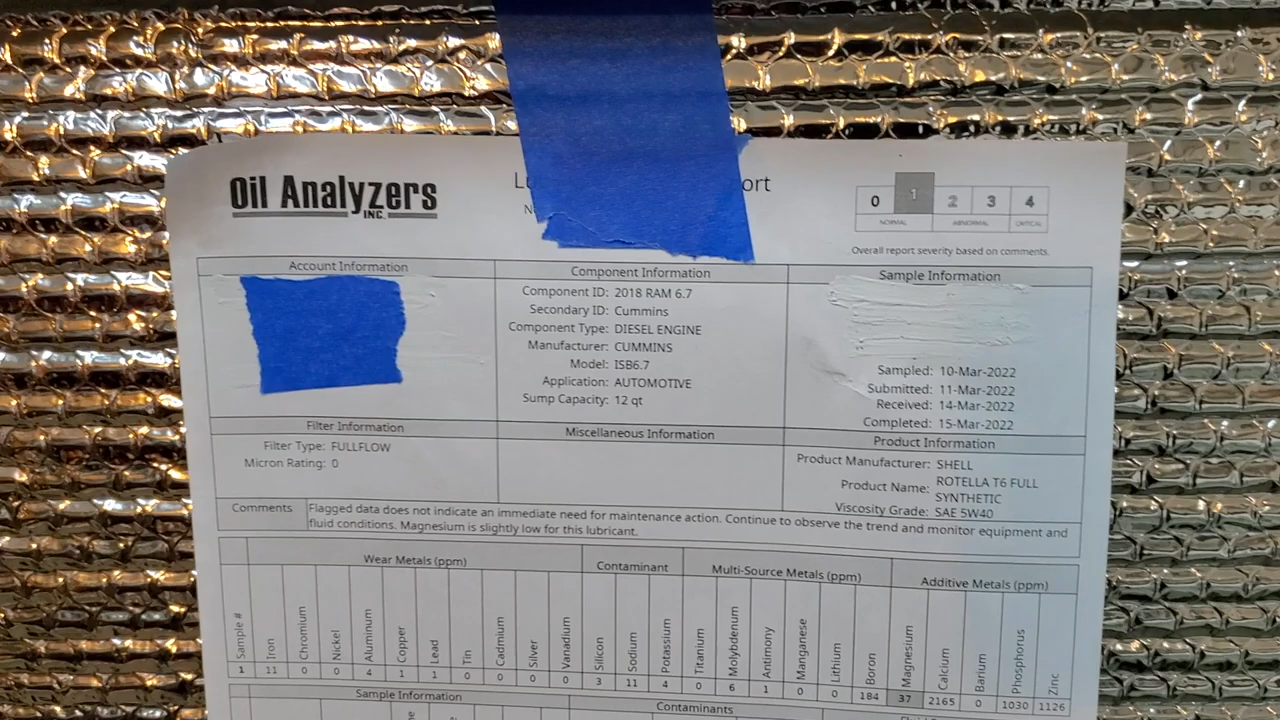 Oil Analyzers
INC.
ort
0 1 2 3 4
NORMAL ABNORMAL CRITICAL
Overall report severity based on comments.
Account Information
Component Information
Component ID: 2018 RAM 6.7
Secondary ID: Cummins
Component Type: DIESEL ENGINE
Manufacturer: CUMMINS
Model: ISB6.7
Application: AUTOMOTIVE
Sump Capacity: 12 qt
Sample Information
Sampled: 10-Mar-2022
Submitted: 11-Mar-2022
Received: 14-Mar-2022
Completed: 15-Mar-2022
Filter Information
Filter Type: FULLFLOW
Micron Rating: 0
Miscellaneous Information
Product Information
Product Manufacturer: SHELL
Product Name: ROTELLA T6 FULL
SYNTHETIC
Viscosity Grade: SAE 5W40
Comments
Flagged data does not indicate an immediate need for maintenance action. Continue to observe the trend and monitor equipment and
fluid conditions. Magnesium is slightly low for this lubricant.
Wear Metals (ppm) Contaminant Multi-Source Metals (ppm) Additive Metals (ppm)
Sample # Iron Chromium Nickel Aluminum Copper Lead Tin Cadmium Silver Vanadium Silicon Sodium Potassium Titanium Molybdenum Antimony Manganese Lithium Boron Magnesium Calcium Barium Phosphorus Zinc
1 11 0 0 4 1 1 0 0 0 0 3 11 4 0 6 1 0 0 184 37 2165 0 1030 1126
Sample Information Contaminants